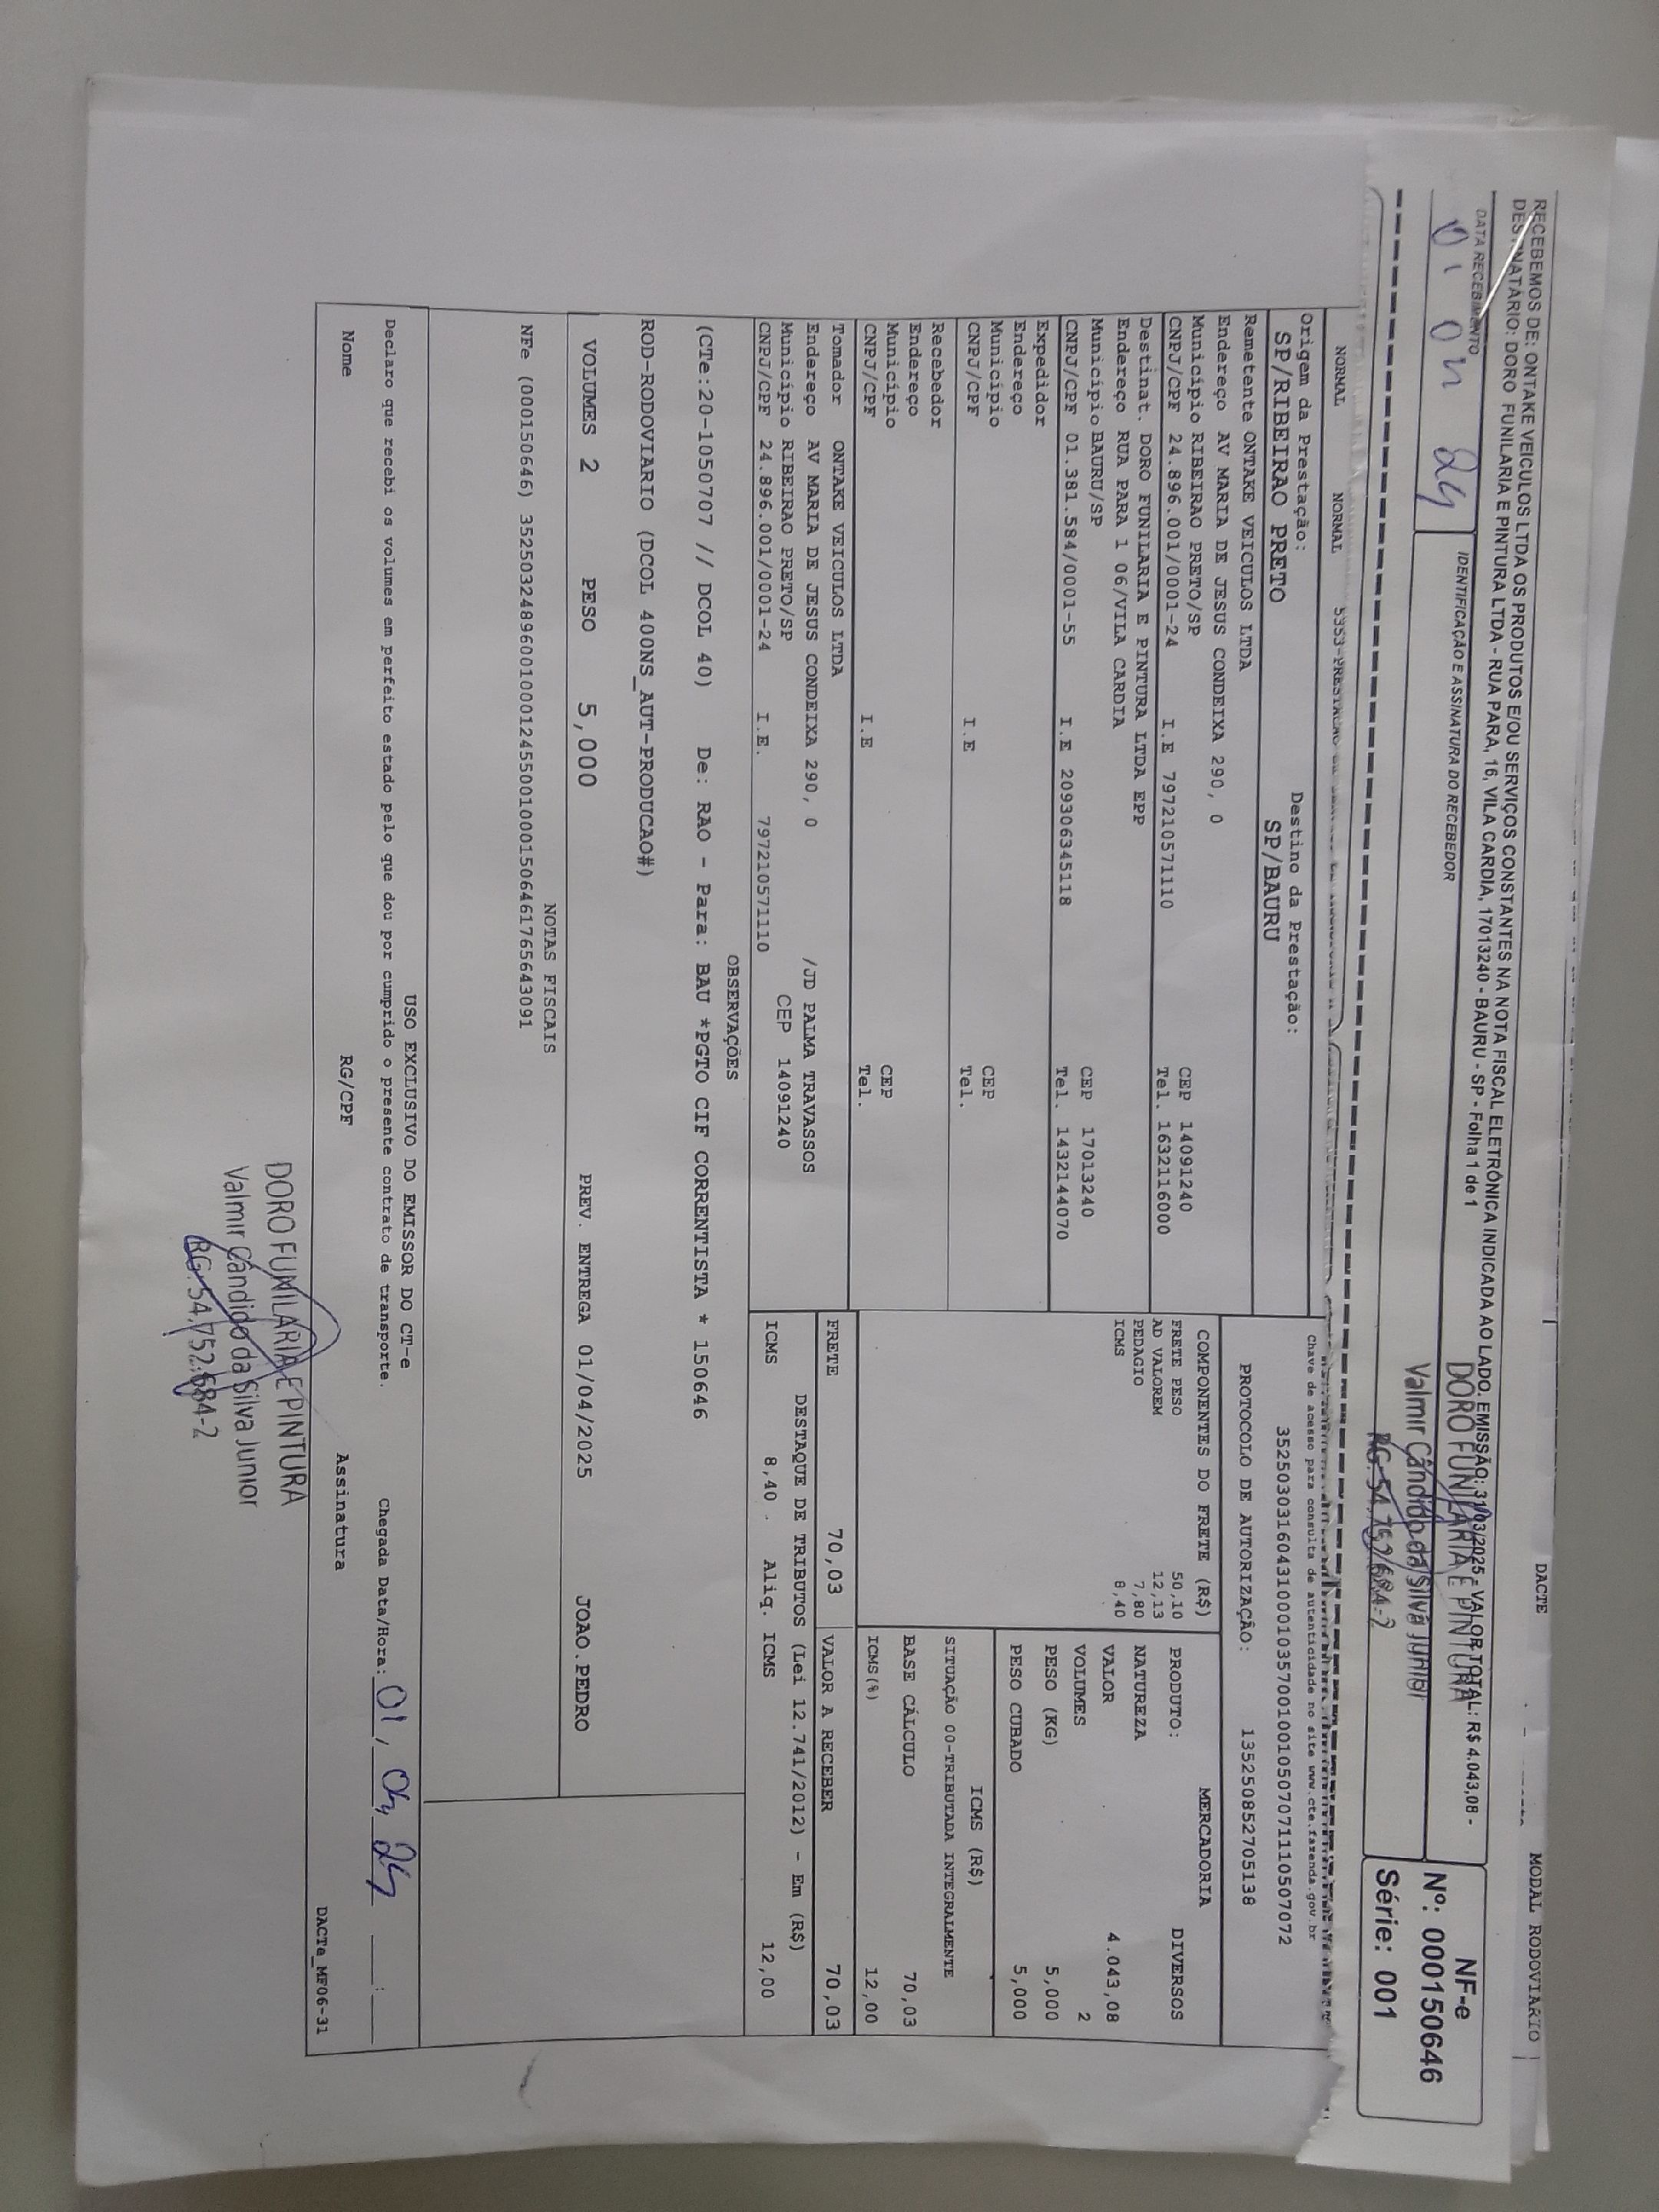 DACTE
MODAL RODOVIARIO
RECEBEMOS DE: ONTAKE VEICULOS LTDA OS PRODUTOS E/OU SERVIÇOS CONSTANTES NA NOTA FISCAL ELETRÔNICA INDICADA AO LADO. EMISSÃO: 31/03/2025 - VALOR TOTAL: R$ 4.043,08 -
DESTINATÁRIO: DORO FUNILARIA E PINTURA LTDA - RUA PARA, 16, VILA CARDIA, 17013240 - BAURU - SP - Folha 1 de 1
DATA RECEBIMENTO
IDENTIFICAÇÃO E ASSINATURA DO RECEBEDOR
DORO FUNILARIA E PINTURA
Valmir Cândido da Silva Junior
RG: 54.752.684-2
NF-e
Nº: 000150646
Série: 001
NORMAL NORMAL
Chave de acesso para consulta de autenticidade no site www.cte.fazenda.gov.br
Origem da Prestação: Destino da Prestação:
SP/RIBEIRAO PRETO SP/BAURU
PROTOCOLO DE AUTORIZAÇÃO: 135250852705138
Remetente ONTAKE VEICULOS LTDA
Endereço AV MARIA DE JESUS CONDEIXA 290, 0
Município RIBEIRAO PRETO/SP CEP 14091240
CNPJ/CPF 24.896.001/0001-24 I.E 797210571110 Tel. 1632116000
Destinat. DORO FUNILARIA E PINTURA LTDA EPP
Endereço RUA PARA 1 06/VILA CARDIA
Município BAURU/SP CEP 17013240
CNPJ/CPF 01.381.584/0001-55 I.E 209306345118 Tel. 1432144070
Expedidor
Endereço
Município CEP
CNPJ/CPF I.E Tel.
Recebedor
Endereço
Município CEP
CNPJ/CPF I.E Tel.
Tomador ONTAKE VEICULOS LTDA
Endereço AV MARIA DE JESUS CONDEIXA 290, 0 /JD PALMA TRAVASSOS
Município RIBEIRAO PRETO/SP CEP 14091240
CNPJ/CPF 24.896.001/0001-24 I.E. 797210571110
COMPONENTES DO FRETE (R$)
FRETE PESO 50,10
AD VALOREM 12,13
PEDAGIO 7,80
ICMS 8,40
MERCADORIA
PRODUTO: DIVERSOS
NATUREZA
VALOR 4.043,08
VOLUMES 2
PESO (KG) 5,000
PESO CUBADO 5,000
ICMS (R$)
SITUAÇÃO 00-TRIBUTADA INTEGRALMENTE
BASE CÁLCULO 70,03
ICMS(%) 12,00
FRETE 70,03 VALOR A RECEBER 70,03
DESTAQUE DE TRIBUTOS (Lei 12.741/2012) - Em (R$)
ICMS 8,40 Aliq. ICMS 12,00
OBSERVAÇÕES
(CTe:20-1050707 // DCOL 40) De: RAO - Para: BAU *PGTO CIF CORRENTISTA * 150646
ROD-RODOVIARIO (DCOL 400NS_AUT-PRODUCAO#)
VOLUMES 2 PESO 5,000 PREV. ENTREGA 01/04/2025 JOAO.PEDRO
NOTAS FISCAIS
NFe (000150646) 35250324896001000124550010001506461765643091
USO EXCLUSIVO DO EMISSOR DO CT-e
Declaro que recebi os volumes em perfeito estado pelo que dou por cumprido o presente contrato de transporte. Chegada Data/Hora:
Nome RG/CPF Assinatura
DACTe_MF06-31
DORO FUNILARIA E PINTURA
Valmir Cândido da Silva Junior
RG: 54.752.684-2